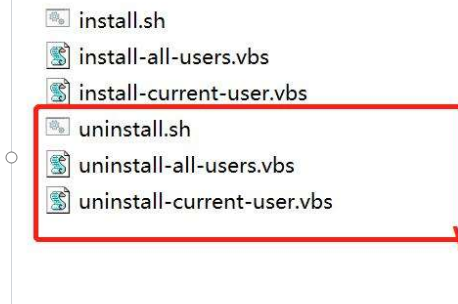 install.sh
install-all-users.vbs
install-current-user.vbs
uninstall.sh
uninstall-all-users.vbs
uninstall-current-user.vbs